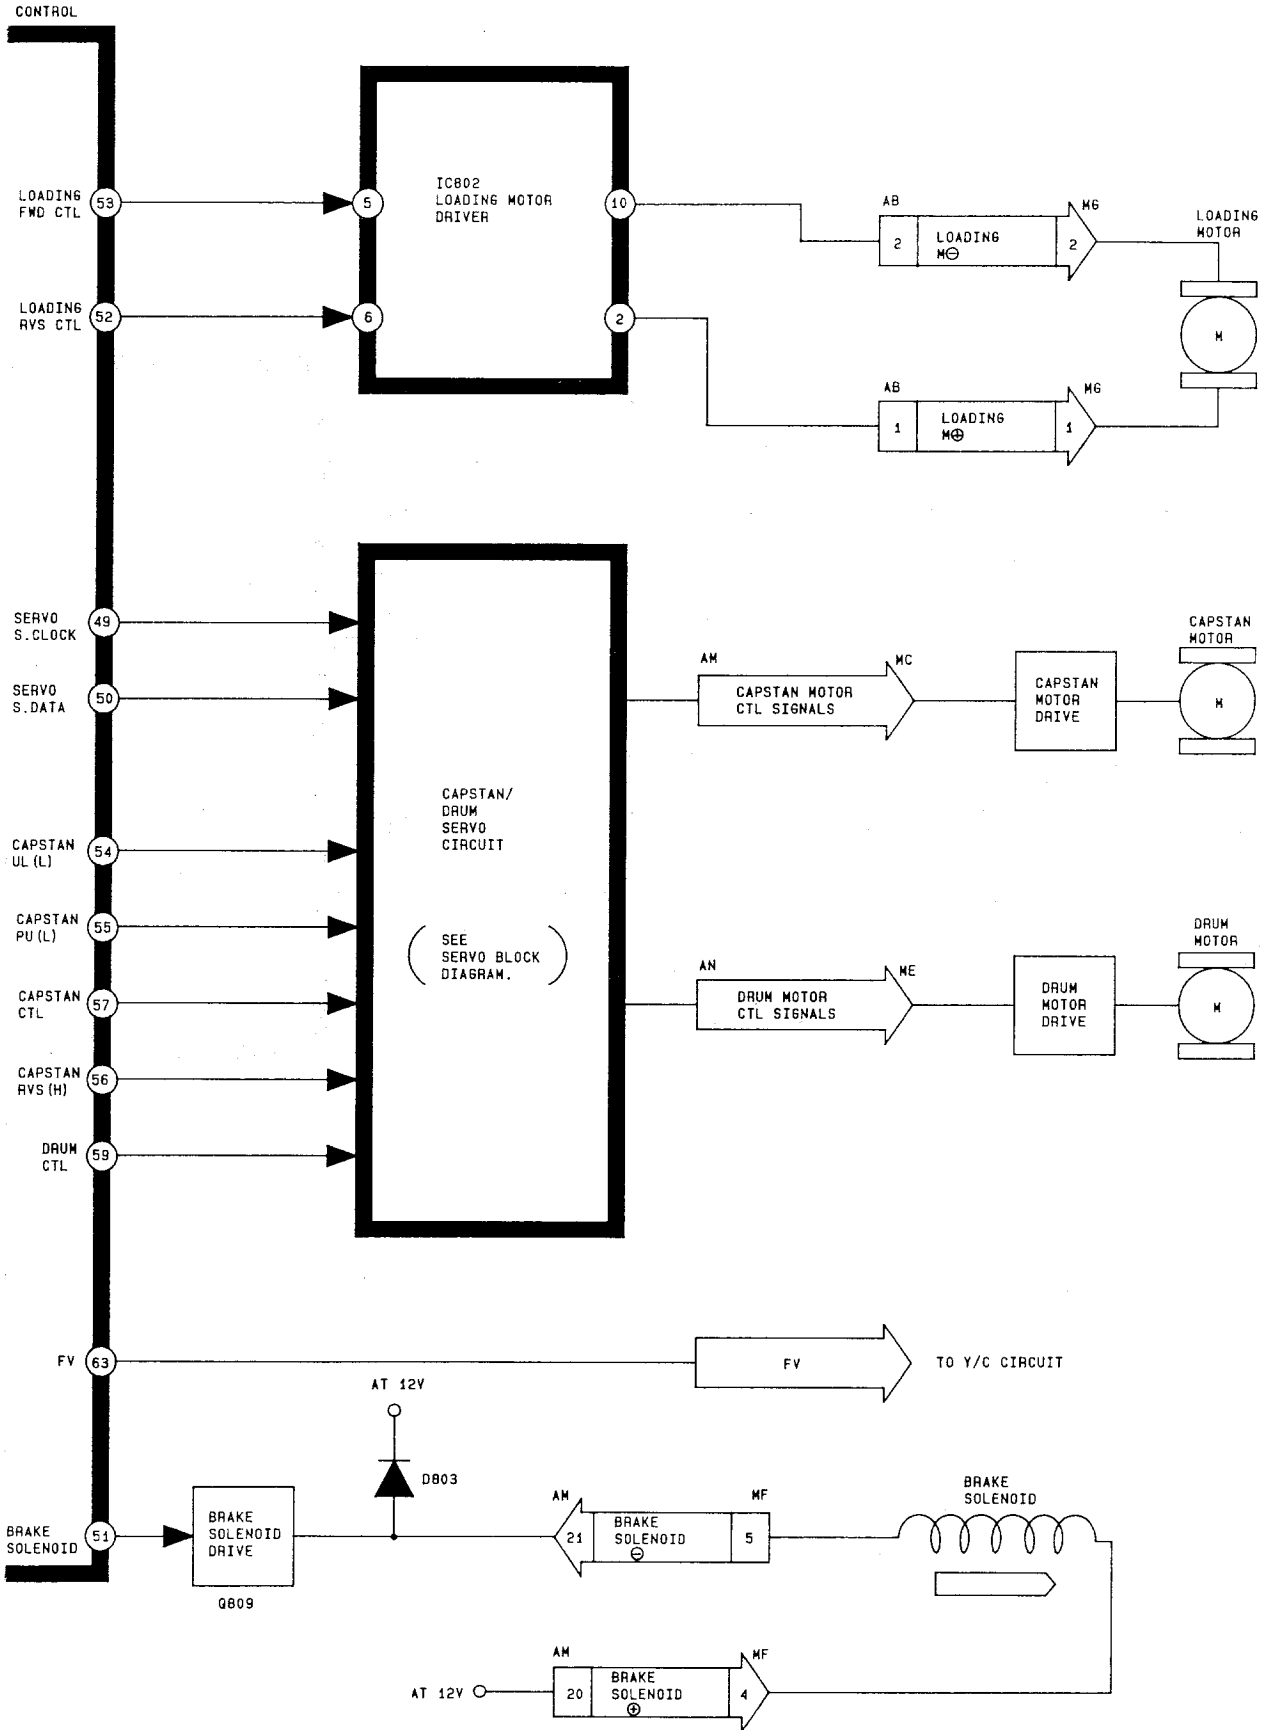 CONTROL
LOADING
FWD CTL
53
5
IC802
LOADING MOTOR
DRIVER
10
AB
2
LOADING
M⊖
2
MG
LOADING
MOTOR
M
LOADING
RVS CTL
52
6
2
AB
1
LOADING
M⊕
1
MG
SERVO
S.CLOCK
49
SERVO
S.DATA
50
CAPSTAN/
DRUM
SERVO
CIRCUIT
(SEE
SERVO BLOCK
DIAGRAM.)
AM
CAPSTAN MOTOR
CTL SIGNALS
MC
CAPSTAN
MOTOR
DRIVE
CAPSTAN
MOTOR
M
CAPSTAN
UL(L)
54
CAPSTAN
PU(L)
55
CAPSTAN
CTL
57
CAPSTAN
RVS(H)
56
DRUM
CTL
59
AN
DRUM MOTOR
CTL SIGNALS
ME
DRUM
MOTOR
DRIVE
DRUM
MOTOR
M
FV
63
FV
TO Y/C CIRCUIT
AT 12V
D803
BRAKE
SOLENOID
51
BRAKE
SOLENOID
DRIVE
Q809
AM
21
BRAKE
SOLENOID
⊖
5
MF
BRAKE
SOLENOID
AT 12V
AM
20
BRAKE
SOLENOID
⊕
4
MF